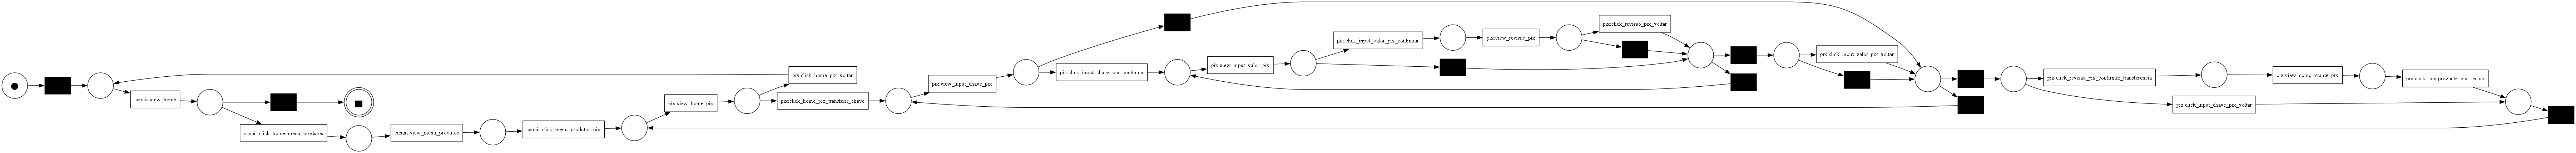 canais:view_home
canais:click_home_menu_produtos
canais:view_menu_produtos
canais:click_menu_produtos_pix
pix:view_home_pix
pix:click_home_pix_voltar
pix:click_home_pix_transferir_chave
pix:view_input_chave_pix
pix:click_input_chave_pix_continuar
pix:view_input_valor_pix
pix:click_input_valor_pix_continuar
pix:view_revisao_pix
pix:click_revisao_pix_voltar
pix:click_input_valor_pix_voltar
pix:click_revisao_pix_confirmar_transferencia
pix:click_input_chave_pix_voltar
pix:view_comprovante_pix
pix:click_comprovante_pix_fechar